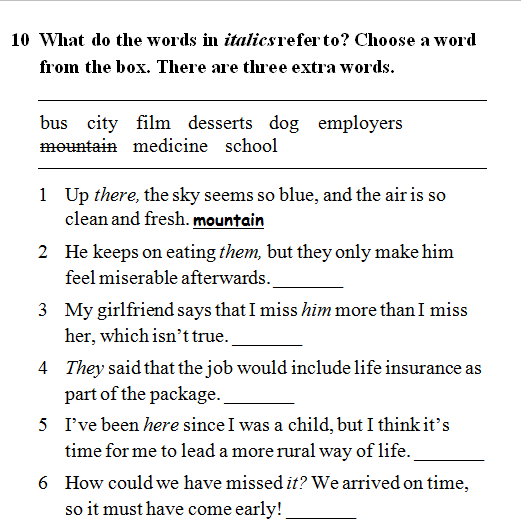 10 What do the words in italics refer to? Choose a word
from the box. There are three extra words.
bus city film desserts dog employers
mountain medicine school
1 Up there, the sky seems so blue, and the air is so
clean and fresh. mountain
2 He keeps on eating them, but they only make him
feel miserable afterwards. ________
3 My girlfriend says that I miss him more than I miss
her, which isn't true. ________
4 They said that the job would include life insurance as
part of the package. ________
5 I've been here since I was a child, but I think it's
time for me to lead a more rural way of life. ________
6 How could we have missed it? We arrived on time,
so it must have come early! ________